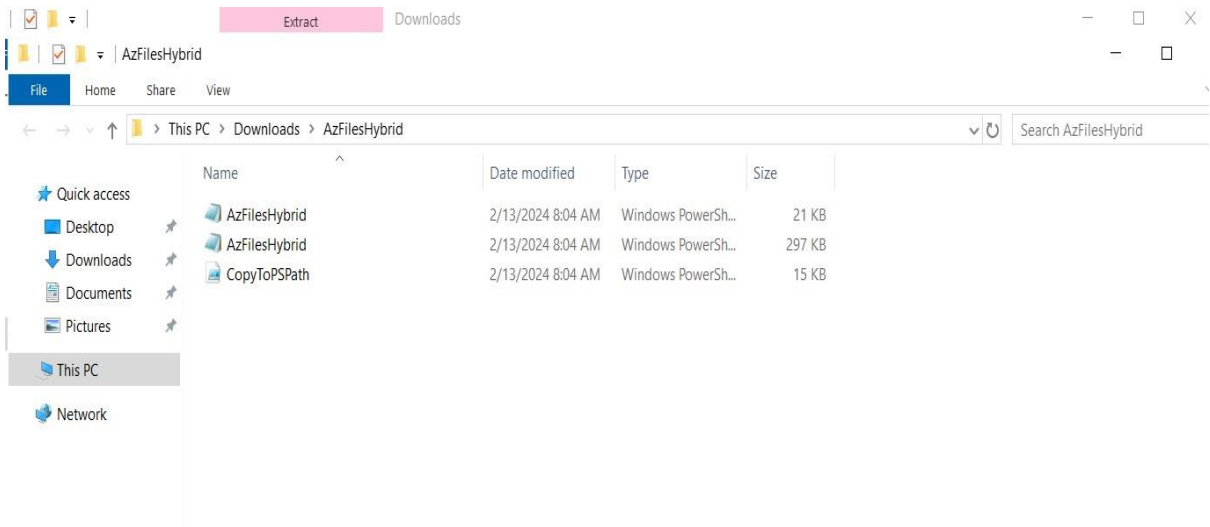 Extract Downloads
AzFilesHybrid
File Home Share View
This PC > Downloads > AzFilesHybrid Search AzFilesHybrid
Name Date modified Type Size
Quick access
AzFilesHybrid 2/13/2024 8:04 AM Windows PowerSh... 21 KB
Desktop
AzFilesHybrid 2/13/2024 8:04 AM Windows PowerSh... 297 KB
Downloads
CopyToPSPath 2/13/2024 8:04 AM Windows PowerSh... 15 KB
Documents
Pictures
This PC
Network